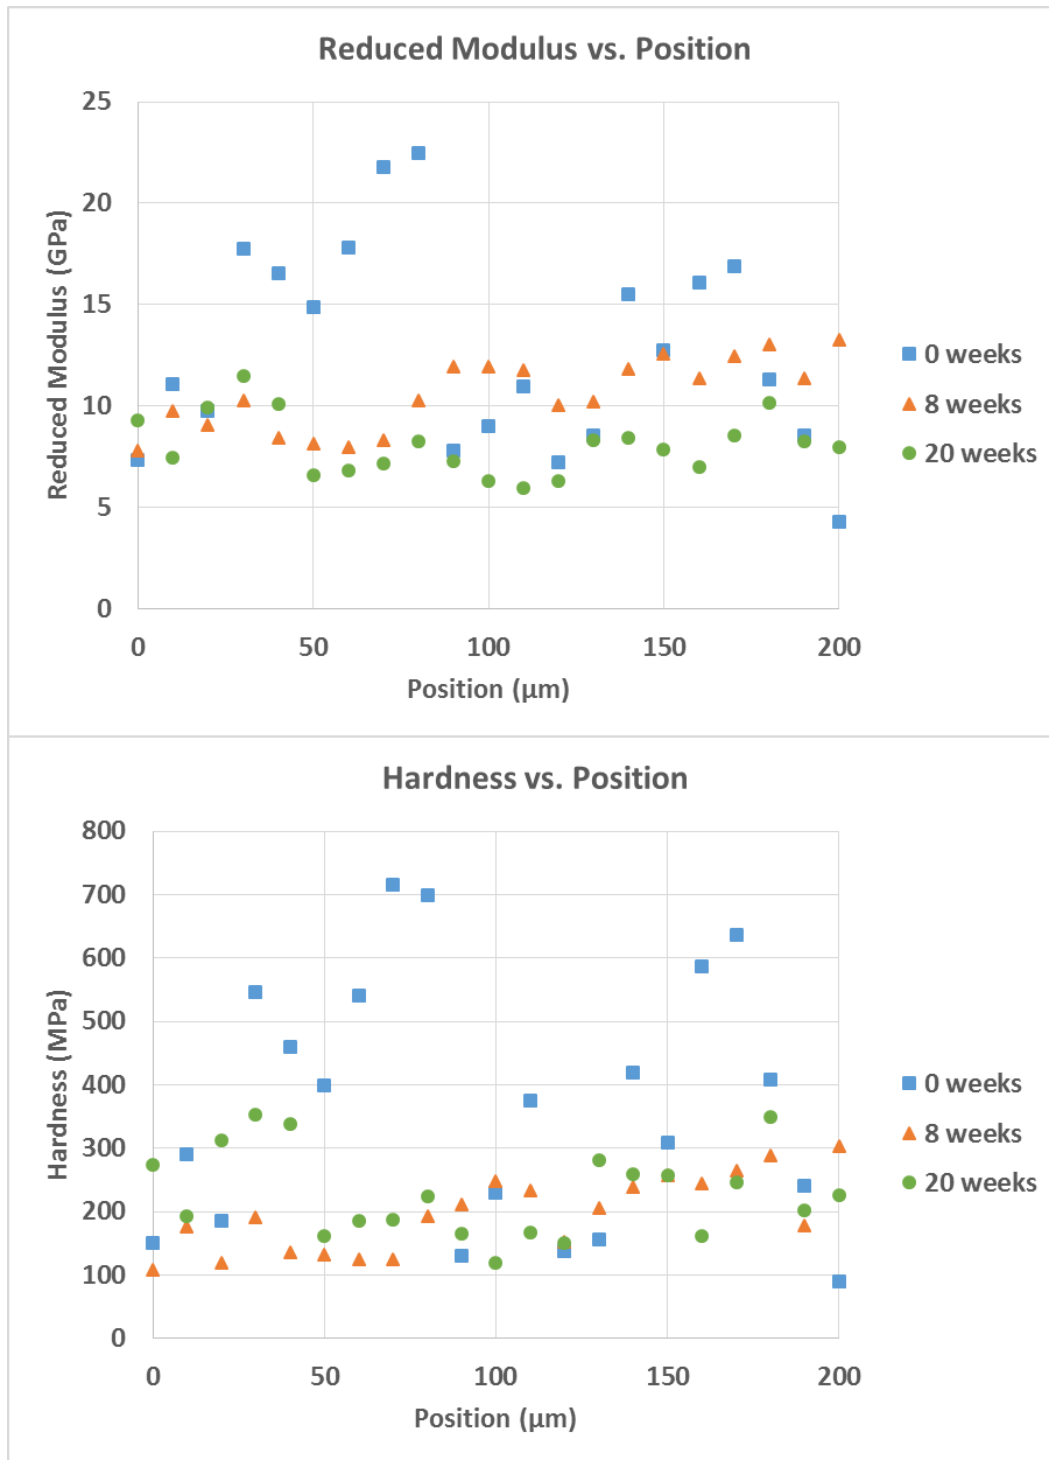 Reduced Modulus vs. Position
25
20
15
10
5
0
Reduced Modulus (GPa)
0 50 100 150 200
Position (µm)
0 weeks
8 weeks
20 weeks
Hardness vs. Position
800
700
600
500
400
300
200
100
0
Hardness (MPa)
0 50 100 150 200
Position (µm)
0 weeks
8 weeks
20 weeks